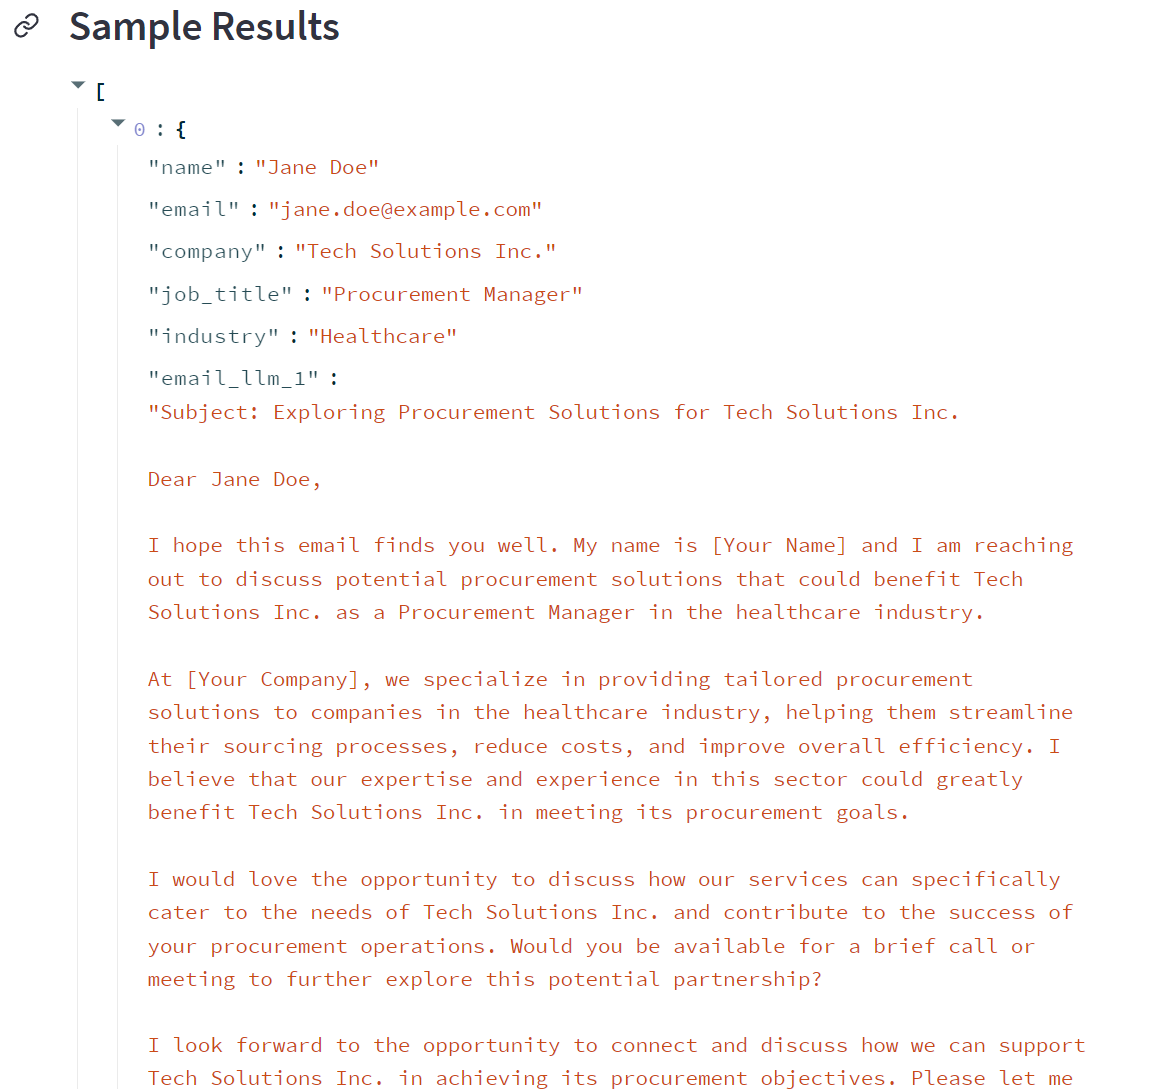 Sample Results
[
0 : {
"name" : "Jane Doe"
"email" : "jane.doe@example.com"
"company" : "Tech Solutions Inc."
"job_title" : "Procurement Manager"
"industry" : "Healthcare"
"email_llm_1" :
"Subject: Exploring Procurement Solutions for Tech Solutions Inc.
Dear Jane Doe,
I hope this email finds you well. My name is [Your Name] and I am reaching
out to discuss potential procurement solutions that could benefit Tech
Solutions Inc. as a Procurement Manager in the healthcare industry.
At [Your Company], we specialize in providing tailored procurement
solutions to companies in the healthcare industry, helping them streamline
their sourcing processes, reduce costs, and improve overall efficiency. I
believe that our expertise and experience in this sector could greatly
benefit Tech Solutions Inc. in meeting its procurement goals.
I would love the opportunity to discuss how our services can specifically
cater to the needs of Tech Solutions Inc. and contribute to the success of
your procurement operations. Would you be available for a brief call or
meeting to further explore this potential partnership?
I look forward to the opportunity to connect and discuss how we can support
Tech Solutions Inc. in achieving its procurement objectives. Please let me